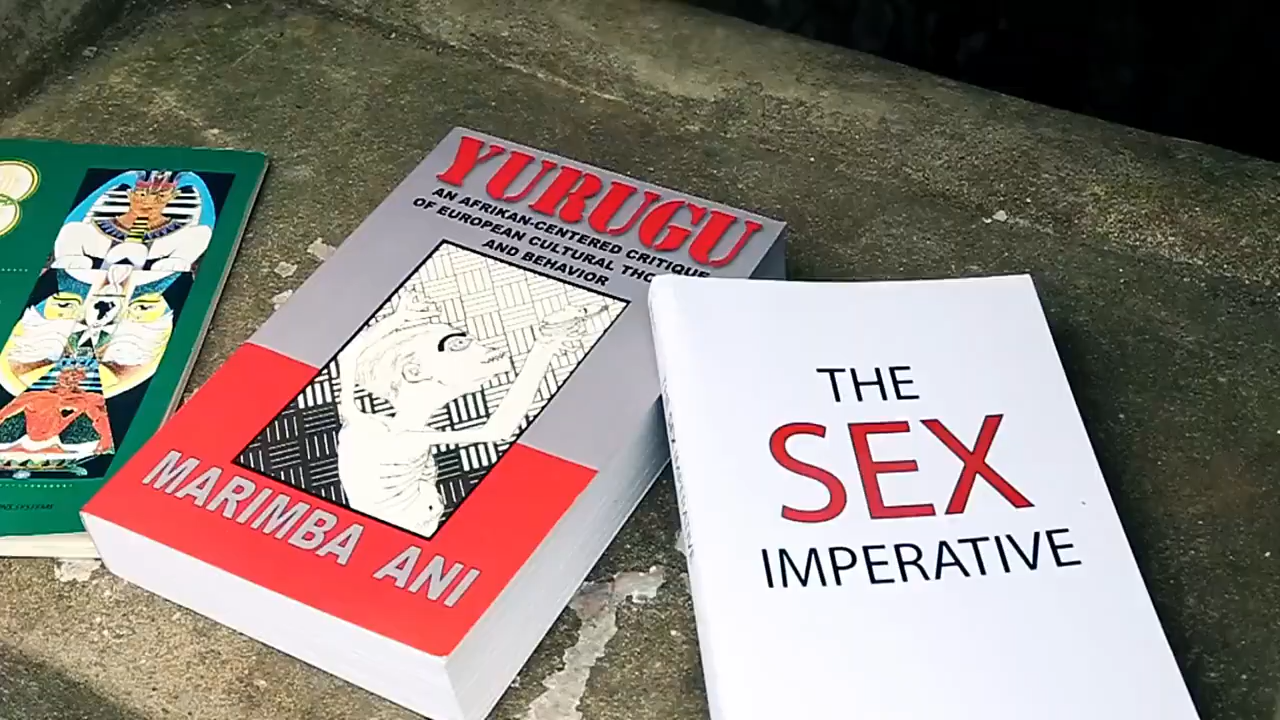 YURUGU
AN AFRIKAN-CENTERED CRITIQUE
OF EUROPEAN CULTURAL
AND BEHAVIOR
MARIMBA ANI
THE
SEX
IMPERATIVE